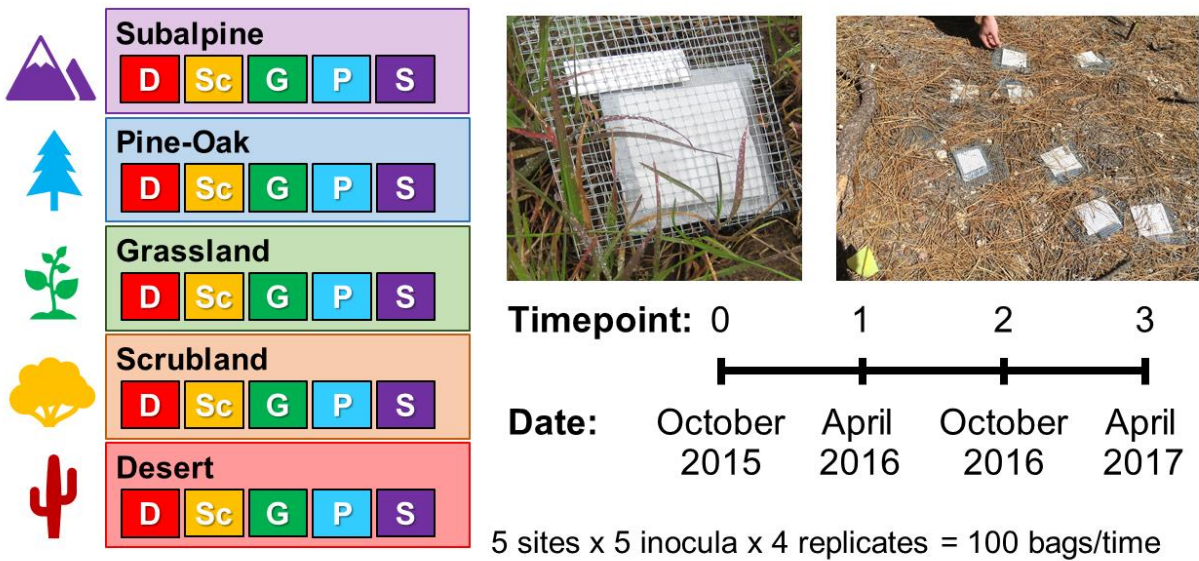 Subalpine
D Sc G P S
Pine-Oak
D Sc G P S
Grassland
D Sc G P S
Scrubland
D Sc G P S
Desert
D Sc G P S
Timepoint: 0 1 2 3
Date: October 2015 April 2016 October 2016 April 2017
5 sites x 5 inocula x 4 replicates = 100 bags/time